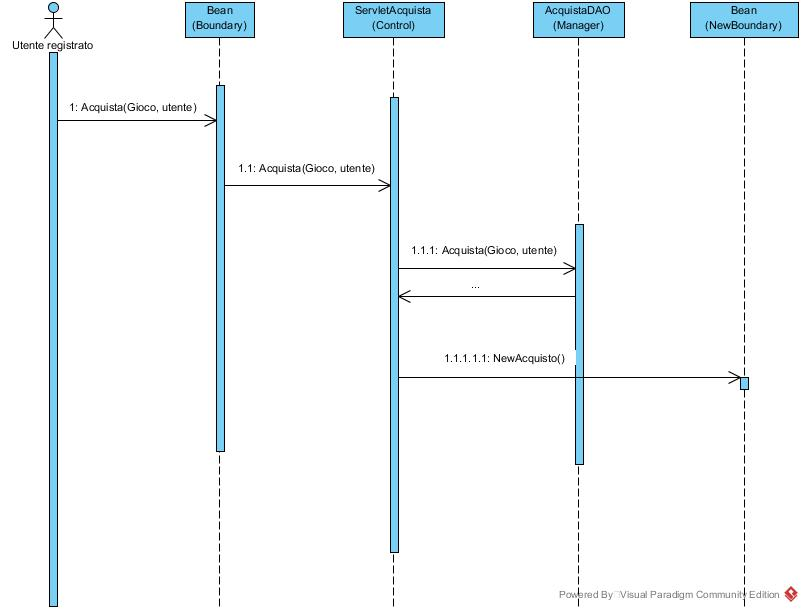 Bean
(Boundary)
ServletAcquista
(Control)
AcquistaDAO
(Manager)
Bean
(NewBoundary)
Utente registrato
1: Acquista(Gioco, utente)
1.1: Acquista(Gioco, utente)
1.1.1: Acquista(Gioco, utente)
...
1.1.1.1.1: NewAcquisto()
Powered By Visual Paradigm Community Edition